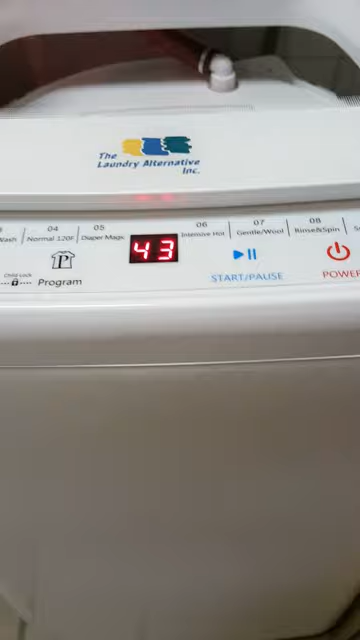 The
Laundry Alternative
Inc.
Wash
04
Normal 120F
05
Diaper Magic
43
06
Intensive Hot
07
Gentle/Wool
08
Rinse&Spin
Child Lock
P
Program
START/PAUSE
POWER